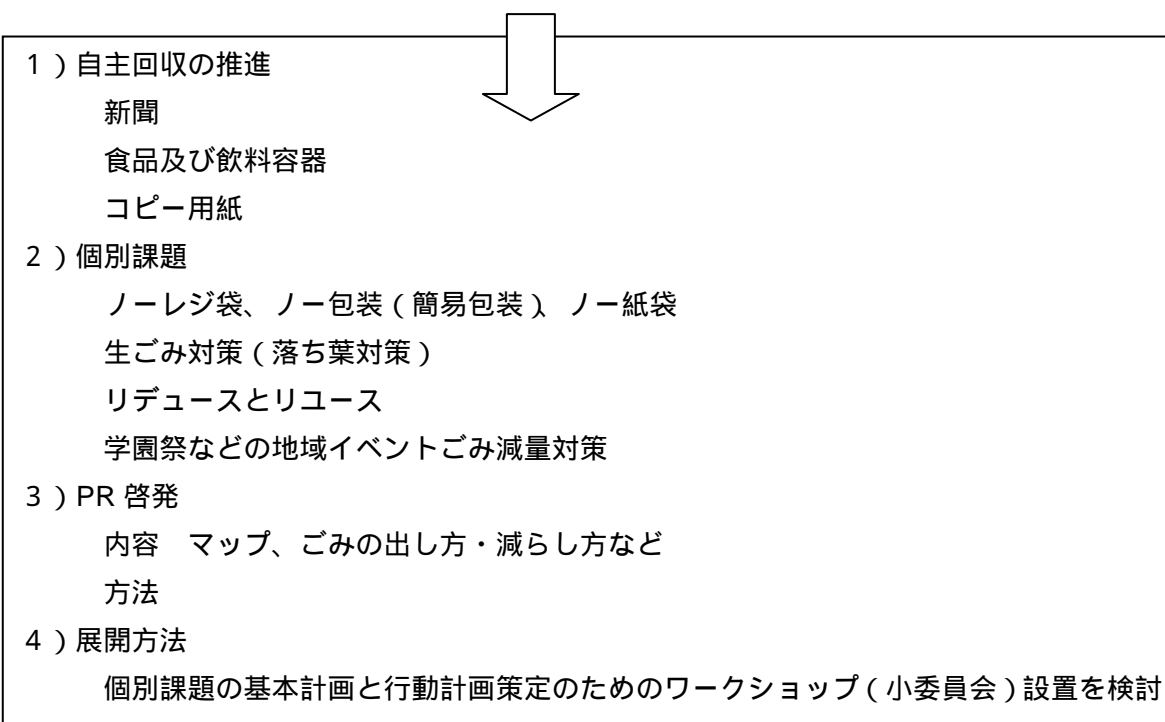 1）自主回収の推進
新聞
食品及び飲料容器
コピー用紙
2）個別課題
ノーレジ袋、ノー包装（簡易包装）、ノー紙袋
生ごみ対策（落ち葉対策）
リデュースとリユース
学園祭などの地域イベントごみ減量対策
3）PR 啓発
内容　マップ、ごみの出し方・減らし方など
方法
4）展開方法
個別課題の基本計画と行動計画策定のためのワークショップ（小委員会）設置を検討